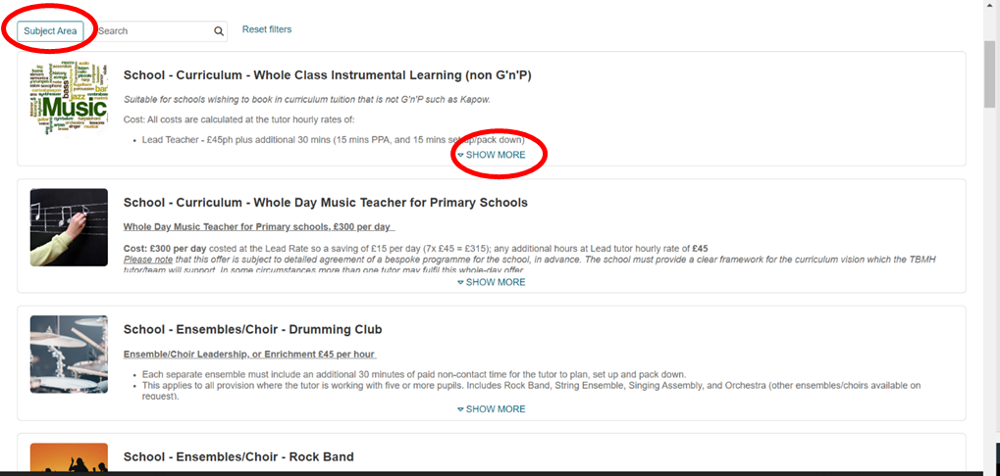 Subject Area
Search
Reset filters
Music
jazz
bass
School - Curriculum - Whole Class Instrumental Learning (non G'n'P)
Suitable for schools wishing to book in curriculum tuition that is not G'n'P such as Kapow.
Cost: All costs are calculated at the tutor hourly rates of:
• Lead Teacher - £45ph plus additional 30 mins (15 mins PPA, and 15 mins set up/pack down)
SHOW MORE
School - Curriculum - Whole Day Music Teacher for Primary Schools
Whole Day Music Teacher for Primary schools, £300 per day
Cost: £300 per day costed at the Lead Rate so a saving of £15 per day (7x £45 = £315); any additional hours at Lead tutor hourly rate of £45
Please note that this offer is subject to detailed agreement of a bespoke programme for the school, in advance. The school must provide a clear framework for the curriculum vision which the TBMH
tutor/team will support. In some circumstances more than one tutor may fulfil this whole-day offer.
SHOW MORE
School - Ensembles/Choir - Drumming Club
Ensemble/Choir Leadership, or Enrichment £45 per hour
• Each separate ensemble must include an additional 30 minutes of paid non-contact time for the tutor to plan, set up and pack down.
• This applies to all provision where the tutor is working with five or more pupils. Includes Rock Band, String Ensemble, Singing Assembly, and Orchestra (other ensembles/choirs available on
request).
SHOW MORE
School - Ensembles/Choir - Rock Band